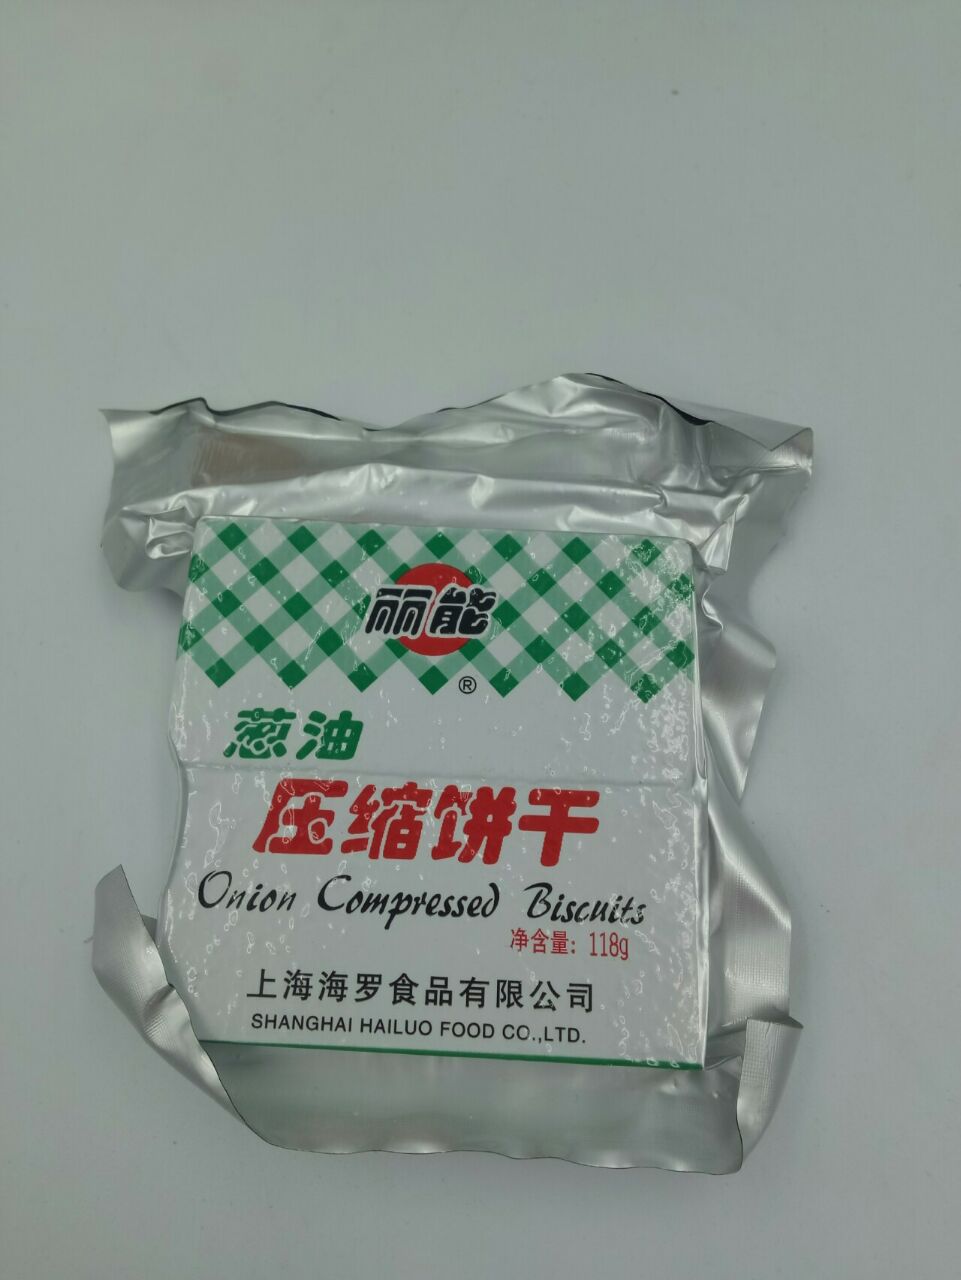 丽能
®
葱油
压缩饼干
Onion Compressed Biscuits
净含量：118g
上海海罗食品有限公司
SHANGHAI HAILUO FOOD CO.,LTD.